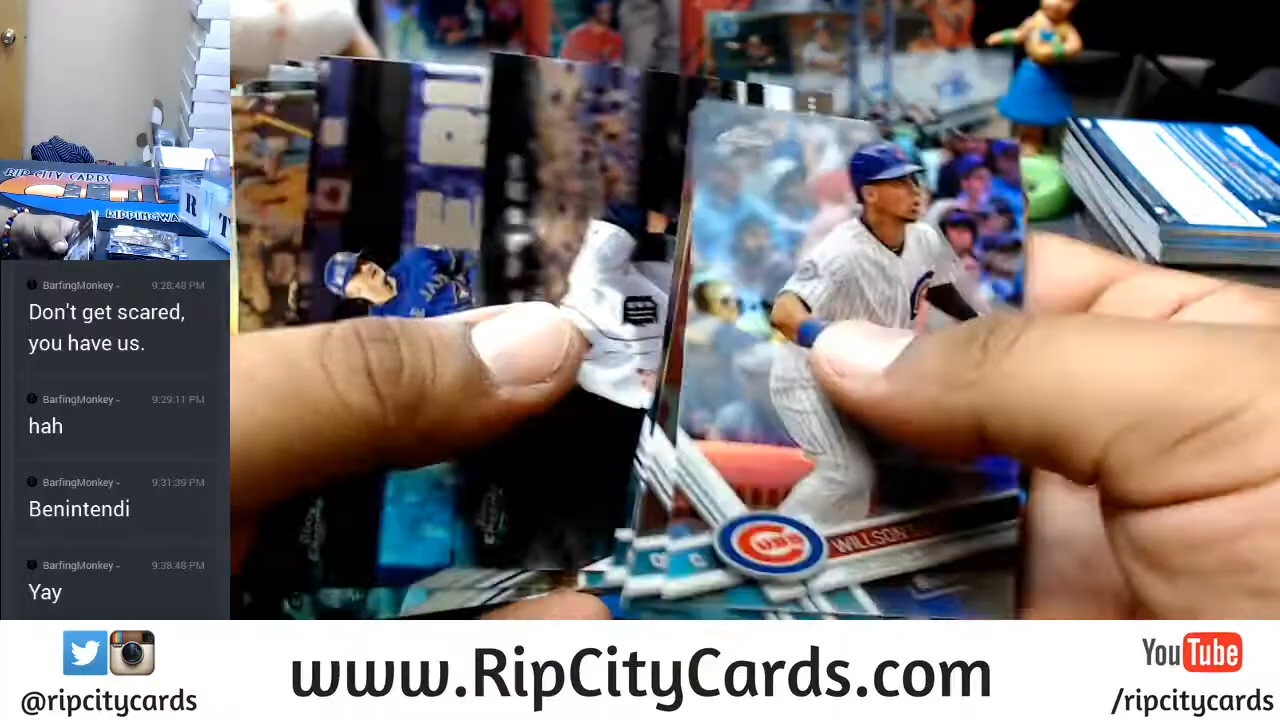 RIP CITY CARDS
RIPPINGWA
BarfingMonkey - 9:28:48 PM
Don't get scared,
you have us.
BarfingMonkey - 9:29:11 PM
hah
BarfingMonkey - 9:31:39 PM
Benintendi
BarfingMonkey - 9:38:48 PM
Yay
CUBS
WILLSON
@ripcitycards
www.RipCityCards.com
YouTube
/ripcitycards